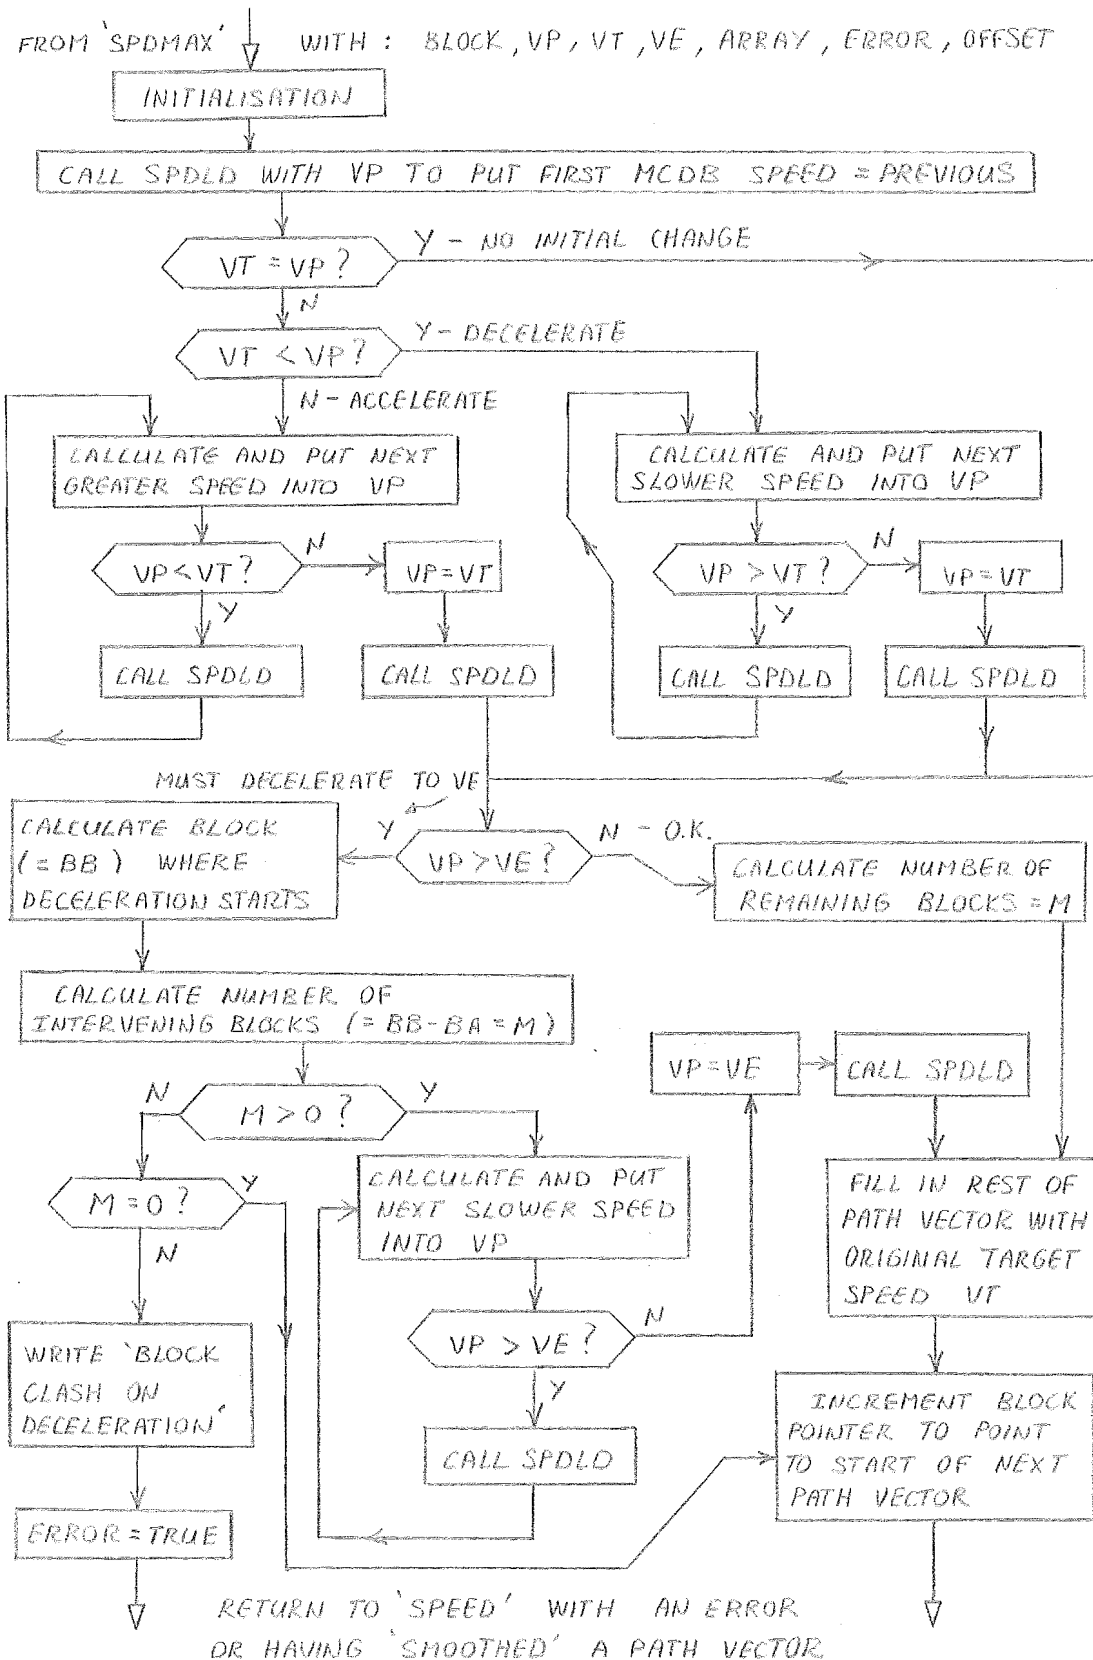 FROM 'SPDMAX' WITH : BLOCK, VP, VT, VE, ARRAY, ERROR, OFFSET
INITIALISATION
CALL SPDLD WITH VP TO PUT FIRST MCDB SPEED = PREVIOUS
VT = VP ?
Y - NO INITIAL CHANGE
N
VT < VP ?
Y - DECELERATE
N - ACCELERATE
CALCULATE AND PUT NEXT
GREATER SPEED INTO VP
CALCULATE AND PUT NEXT
SLOWER SPEED INTO VP
VP < VT ?
N
VP = VT
VP > VT ?
N
VP = VT
Y
Y
CALL SPDLD
CALL SPDLD
CALL SPDLD
CALL SPDLD
MUST DECELERATE TO VE
Y
VP > VE ?
N - O.K.
CALCULATE BLOCK
(= BB) WHERE
DECELERATION STARTS
CALCULATE NUMBER OF
REMAINING BLOCKS = M
CALCULATE NUMBER OF
INTERVENING BLOCKS (= BB - BA = M)
VP = VE
CALL SPDLD
N
M > 0 ?
Y
M = 0 ?
Y
N
CALCULATE AND PUT
NEXT SLOWER SPEED
INTO VP
FILL IN REST OF
PATH VECTOR WITH
ORIGINAL TARGET
SPEED VT
VP > VE ?
N
Y
WRITE 'BLOCK
CLASH ON
DECELERATION'
CALL SPDLD
INCREMENT BLOCK
POINTER TO POINT
TO START OF NEXT
PATH VECTOR
ERROR = TRUE
RETURN TO 'SPEED' WITH AN ERROR
OR HAVING 'SMOOTHED' A PATH VECTOR